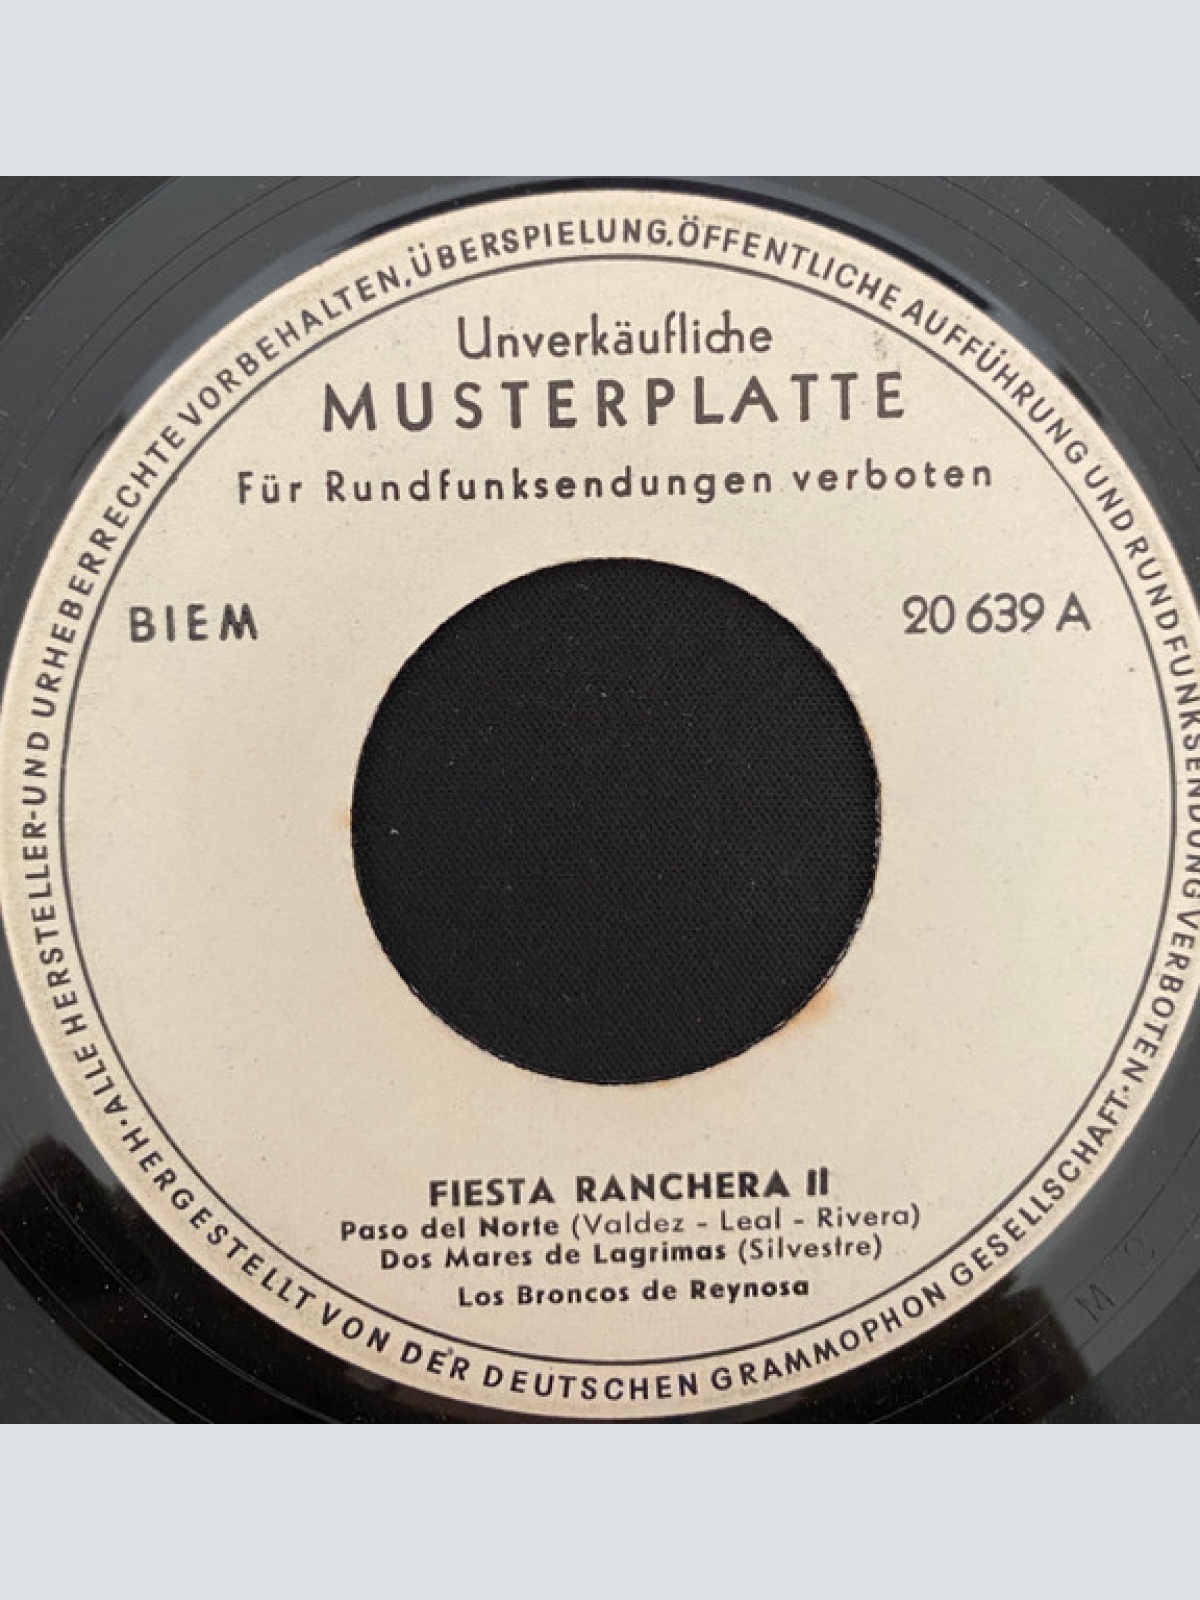 ALLE HERSTELLER-UND URHEBERRECHTE VORBEHALTEN, ÜBERSPIELUNG, ÖFFENTLICHE AUFFÜHRUNG UND RUNDFUNKSENDUNG VERBOTEN·
Unverkäufliche
MUSTERPLATTE
Für Rundfunksendungen verboten
BIEM
20 639 A
FIESTA RANCHERA II
Paso del Norte (Valdez - Leal - Rivera)
Dos Mares de Lagrimas (Silvestre)
Los Broncos de Reynosa
·HERGESTELLT VON DER DEUTSCHEN GRAMMOPHON GESELLSCHAFT·